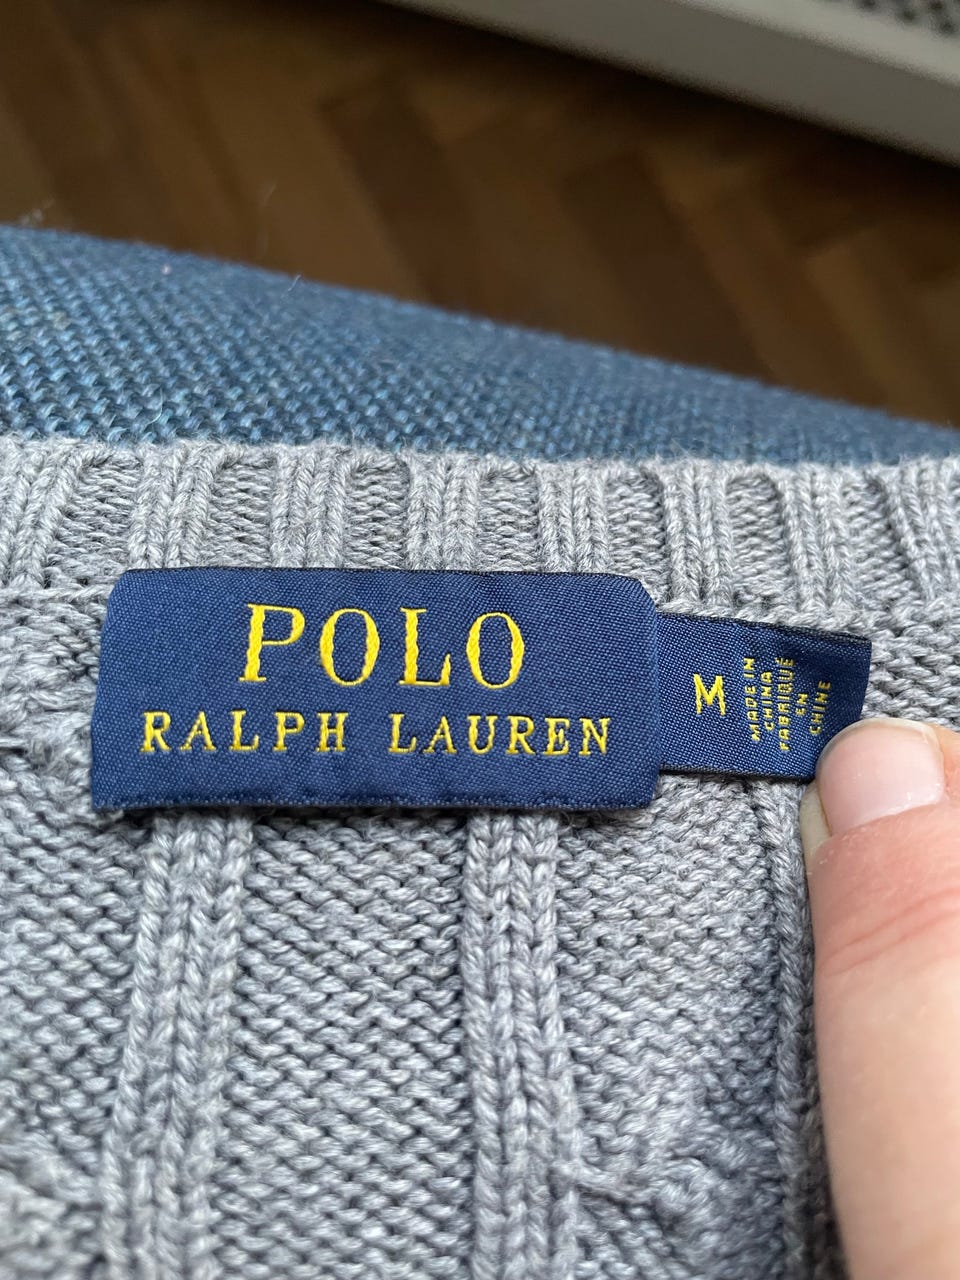 POLO
RALPH LAUREN
M
MADE IN
CHINA
FABRIQUÉ
EN
CHINE